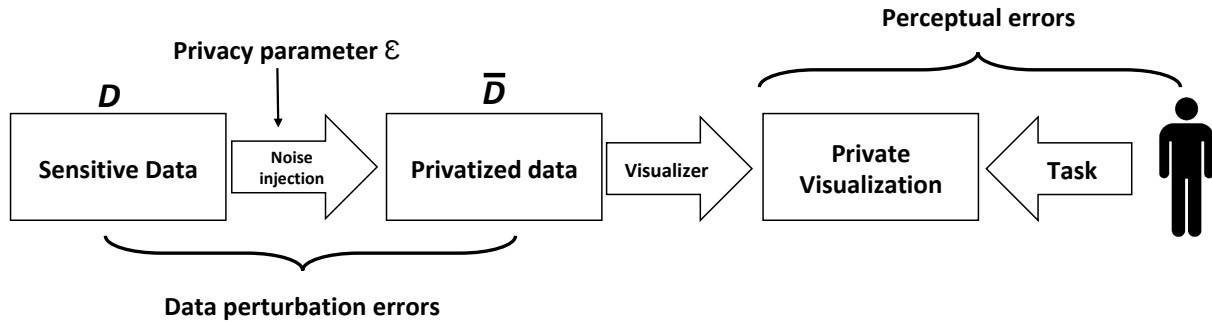 Perceptual errors
Privacy parameter ε
D
D̅
Sensitive Data
Noise
injection
Privatized data
Visualizer
Private
Visualization
Task
Data perturbation errors